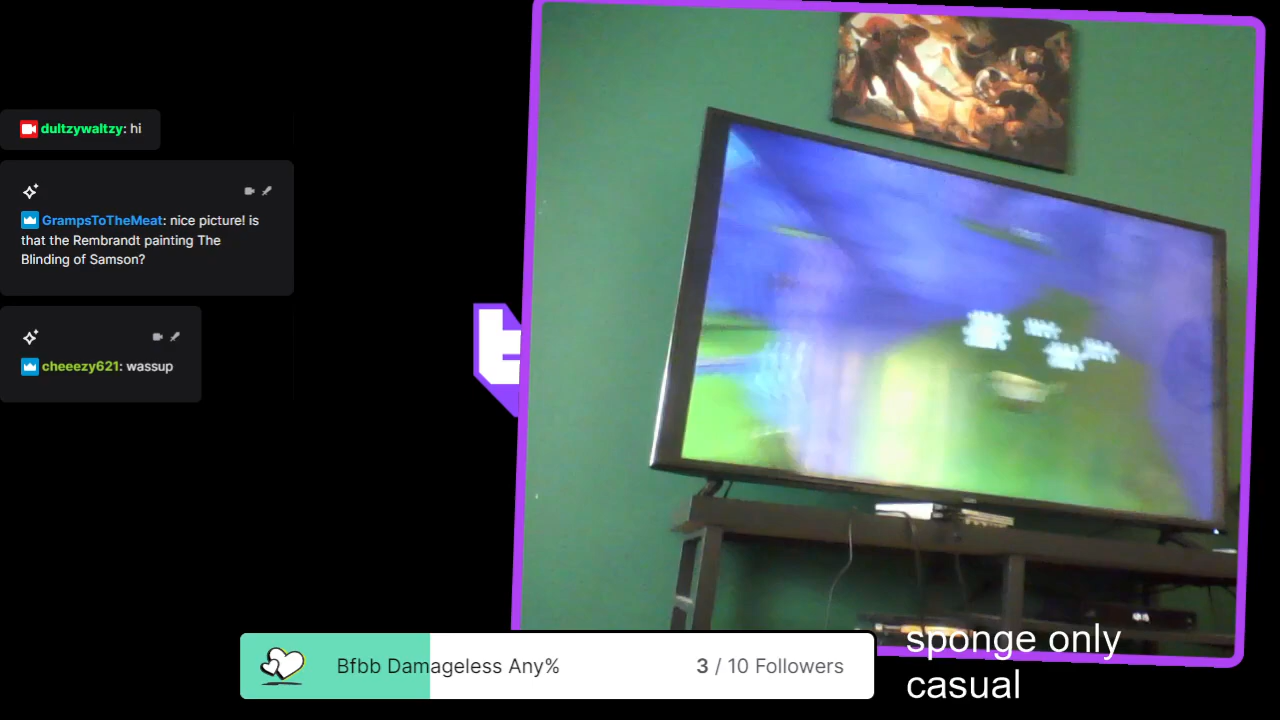 dultzywaltzy: hi
GrampsToTheMeat: nice picture! is
that the Rembrandt painting The
Blinding of Samson?
cheeezy621: wassup
Bfbb Damageless Any% 3 / 10 Followers
sponge only
casual